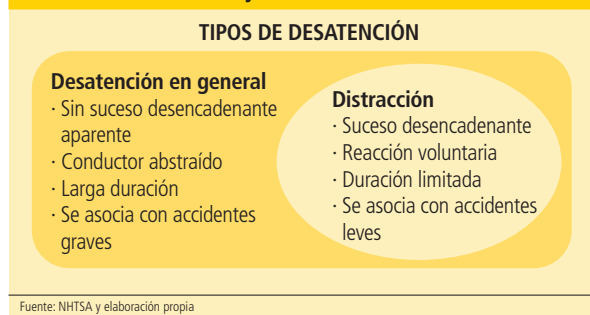 TIPOS DE DESATENCIÓN
Desatención en general
· Sin suceso desencadenante
aparente
· Conductor abstraído
· Larga duración
· Se asocia con accidentes
graves
Distracción
· Suceso desencadenante
· Reacción voluntaria
· Duración limitada
· Se asocia con accidentes
leves
Fuente: NHTSA y elaboración propia